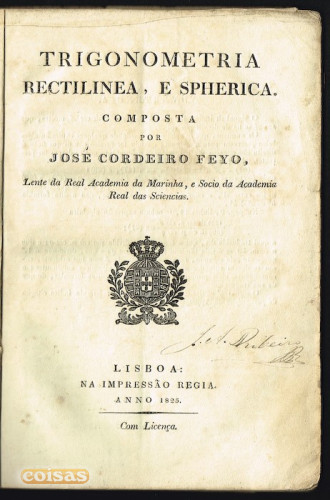 TRIGONOMETRIA
RECTILINEA, E SPHERICA.
COMPOSTA
POR
JOSÉ CORDEIRO FEYO,
Lente da Real Academia da Marinha, e Socio da Academia
Real das Sciencias.
LISBOA:
NA IMPRESSÃO REGIA.
ANNO 1825.
Com Licença.
coisas